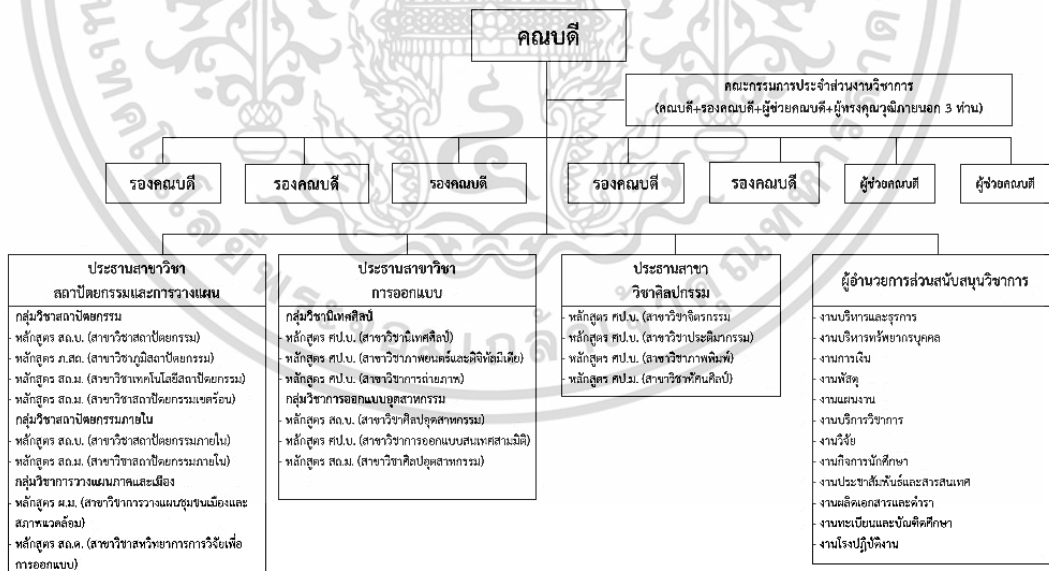 คณบดี
คณะกรรมการประจำส่วนงานวิชาการ
(คณบดี+รองคณบดี+ผู้ช่วยคณบดี+ผู้ทรงคุณวุฒิภายนอก 3 ท่าน)
รองคณบดี
รองคณบดี
รองคณบดี
รองคณบดี
รองคณบดี
ผู้ช่วยคณบดี
ผู้ช่วยคณบดี
ประธานสาขาวิชา
สถาปัตยกรรมและการวางแผน
กลุ่มวิชาสถาปัตยกรรม
- หลักสูตร สถ.บ. (สาขาวิชาสถาปัตยกรรม)
- หลักสูตร ภ.สถ. (สาขาวิชาภูมิสถาปัตยกรรม)
- หลักสูตร สถ.ม. (สาขาวิชาเทคโนโลยีสถาปัตยกรรม)
- หลักสูตร สถ.ม. (สาขาวิชาสถาปัตยกรรมเขตร้อน)
กลุ่มวิชาสถาปัตยกรรมภายใน
- หลักสูตร สถ.บ. (สาขาวิชาสถาปัตยกรรมภายใน)
- หลักสูตร สถ.ม. (สาขาวิชาสถาปัตยกรรมภายใน)
กลุ่มวิชาการวางแผนภาคและเมือง
- หลักสูตร ผ.ม. (สาขาวิชาการวางแผนชุมชนเมืองและ
สภาพแวดล้อม)
- หลักสูตร สถ.ด. (สาขาวิชาสหวิทยาการการวิจัยเพื่อ
การออกแบบ)
ประธานสาขาวิชา
การออกแบบ
กลุ่มวิชานิเทศศิลป์
- หลักสูตร ศป.บ. (สาขาวิชานิเทศศิลป์)
- หลักสูตร ศป.บ. (สาขาวิชาภาพยนตร์และดิจิทัลมีเดีย)
- หลักสูตร ศป.บ. (สาขาวิชาการถ่ายภาพ)
กลุ่มวิชาการออกแบบอุตสาหกรรม
- หลักสูตร สถ.บ. (สาขาวิชาศิลปอุตสาหกรรม)
- หลักสูตร ศป.บ. (สาขาวิชาการออกแบบสนเทศสามมิติ)
- หลักสูตร สถ.ม. (สาขาวิชาศิลปอุตสาหกรรม)
ประธานสาขา
วิชาศิลปกรรม
- หลักสูตร ศป.บ. (สาขาวิชาจิตรกรรม
- หลักสูตร ศป.บ. (สาขาวิชาประติมากรรม)
- หลักสูตร ศป.บ. (สาขาวิชาภาพพิมพ์)
- หลักสูตร ศป.ม. (สาขาวิชาทัศนศิลป์)
ผู้อำนวยการส่วนสนับสนุนวิชาการ
- งานบริหารและธุรการ
- งานบริหารทรัพยากรบุคคล
- งานการเงิน
- งานพัสดุ
- งานแผนงาน
- งานบริการวิชาการ
- งานวิจัย
- งานกิจการนักศึกษา
- งานประชาสัมพันธ์และสารสนเทศ
- งานผลิตเอกสารและตำรา
- งานทะเบียนและบัณฑิตศึกษา
- งานโรงปฏิบัติงาน